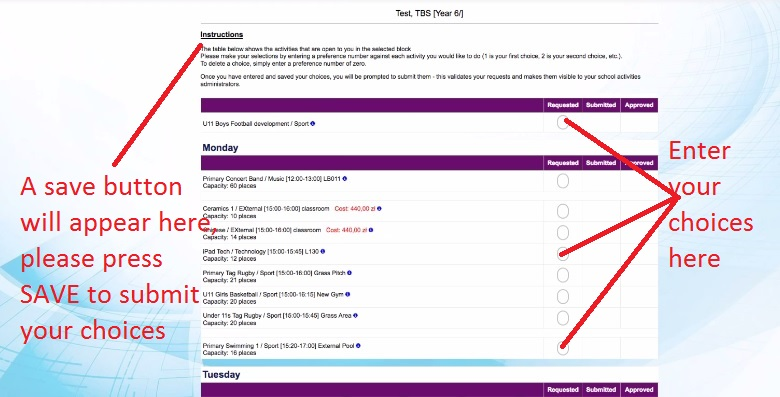 Test, TBS [Year 6/]
Instructions
The table below shows the activities that are open to you in the selected block
Please make your selections by entering a preference number against each activity you would like to do (1 is your first choice, 2 is your second choice, etc.).
To delete a choice, simply enter a preference number of zero.
Once you have entered and saved your choices, you will be prompted to submit them - this validates your requests and makes them visible to your school activities
administrators.
Requested Submitted Approved
U11 Boys Football development / Sport
Monday
Requested Submitted Approved
Primary Concert Band / Music [12:00-13:00] LB011
Capacity: 60 places
Ceramics 1 / EXternal [15:00-16:00] classroom Cost: 440,00 zł
Capacity: 10 places
/ EXternal [15:00-16:00] classroom Cost: 440,00 zł
Capacity: 14 places
iPad Tech / Technology [15:00-15:45] L130
Capacity: 12 places
Primary Tag Rugby / Sport [15:00-16:00] Grass Pitch
Capacity: 21 places
U11 Girls Basketball / Sport [15:00-16:15] New Gym
Capacity: 20 places
Under 11s Tag Rugby / Sport [15:00-15:45] Grass Area
Capacity: 20 places
Primary Swimming 1 / Sport [15:20-17:00] External Pool
Capacity: 16 places
Tuesday
Requested Submitted Approved
A save button
will appear here,
please press
SAVE to submit
your choices
Enter
your
choices
here